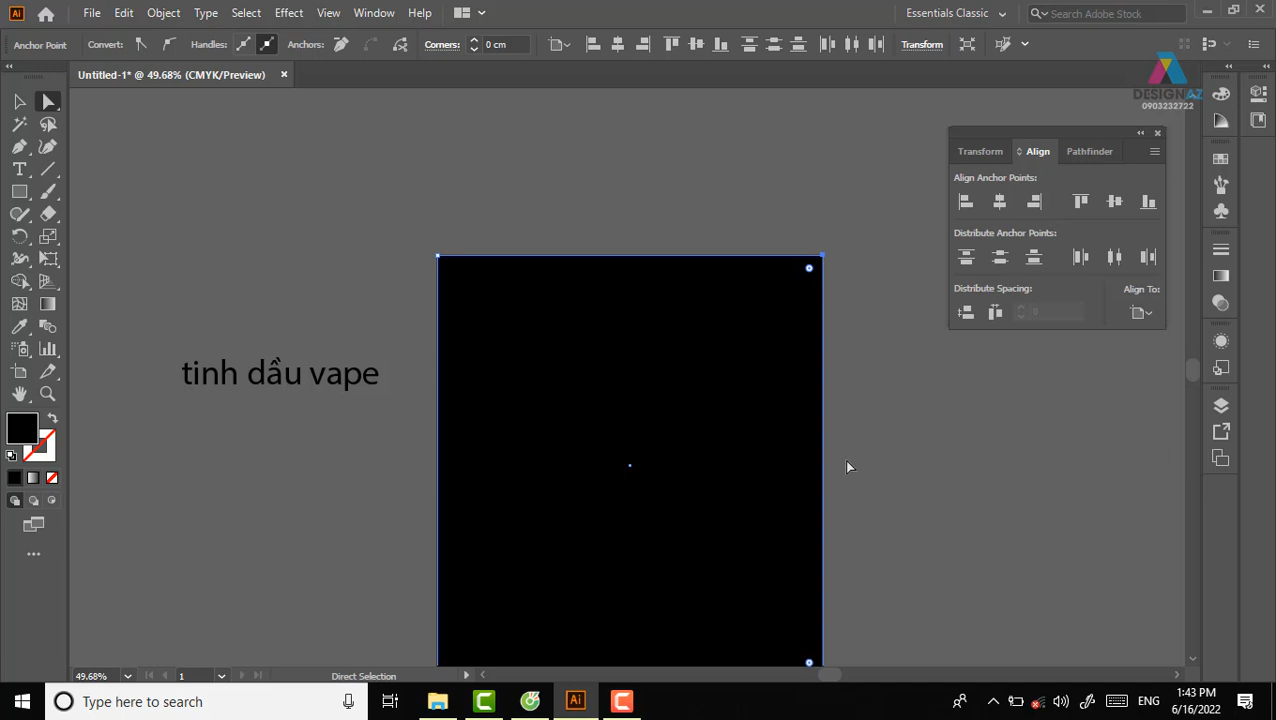 File Edit Object Type Select Effect View Window Help
Essentials Classic
Search Adobe Stock
Anchor Point
Convert:
Handles:
Anchors:
Corners:
0 cm
Transform
Untitled-1* @ 49.68% (CMYK/Preview)
DESIGNAZ
0903232722
Transform
Align
Pathfinder
Align Anchor Points:
Distribute Anchor Points:
Distribute Spacing:
Align To:
0
tinh dầu vape
49.68%
1
Direct Selection
Type here to search
ENG
1:43 PM
6/16/2022